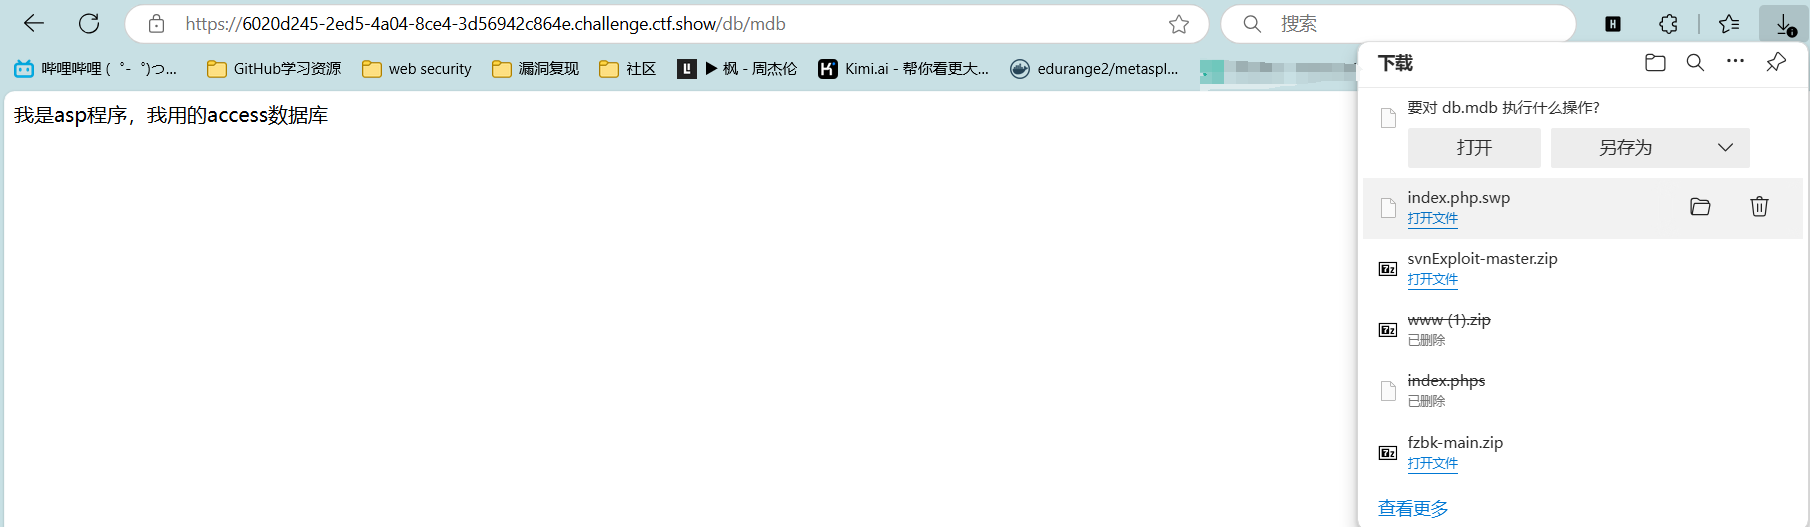 https://6020d245-2ed5-4a04-8ce4-3d56942c864e.challenge.ctf.show/db/mdb
搜索
哔哩哔哩 ( ゜- ゜)つ...
GitHub学习资源
web security
漏洞复现
社区
▶ 枫 - 周杰伦
Kimi.ai - 帮你看更大...
edurange2/metaspl...
我是asp程序，我用的access数据库
下载
要对 db.mdb 执行什么操作?
打开
另存为
index.php.swp
打开文件
svnExploit-master.zip
打开文件
www (1).zip
已删除
index.phps
已删除
fzbk-main.zip
打开文件
查看更多